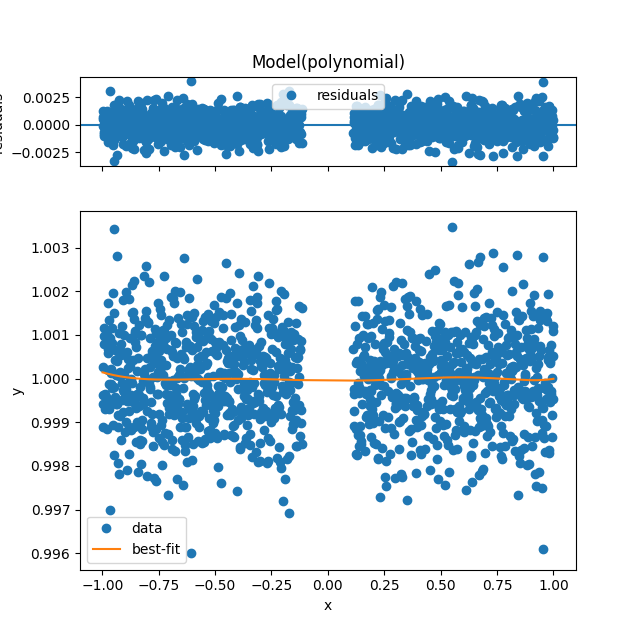 Model(polynomial)
residuals
0.0025
0.0000
−0.0025
residuals
1.003
1.002
1.001
1.000
0.999
0.998
0.997
0.996
y
data
best-fit
−1.00 −0.75 −0.50 −0.25 0.00 0.25 0.50 0.75 1.00
x